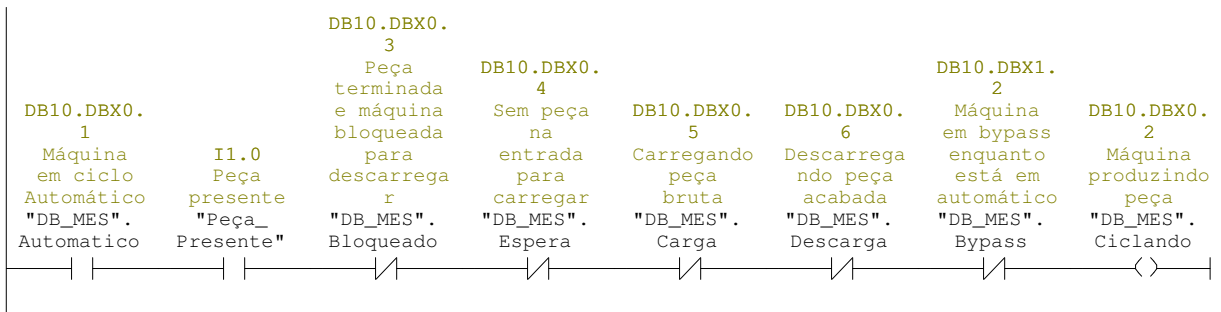 DB10.DBX0.
1
Máquina
em ciclo
Automático
"DB_MES".
Automatico
I1.0
Peça
presente
"Peça_
Presente"
DB10.DBX0.
3
Peça
terminada
e máquina
bloqueada
para
descarrega
r
"DB_MES".
Bloqueado
DB10.DBX0.
4
Sem peça
na
entrada
para
carregar
"DB_MES".
Espera
DB10.DBX0.
5
Carregando
peça
bruta
"DB_MES".
Carga
DB10.DBX0.
6
Descarrega
ndo peça
acabada
"DB_MES".
Descarga
DB10.DBX1.
2
Máquina
em bypass
enquanto
está em
automático
"DB_MES".
Bypass
DB10.DBX0.
2
Máquina
produzindo
peça
"DB_MES".
Ciclando